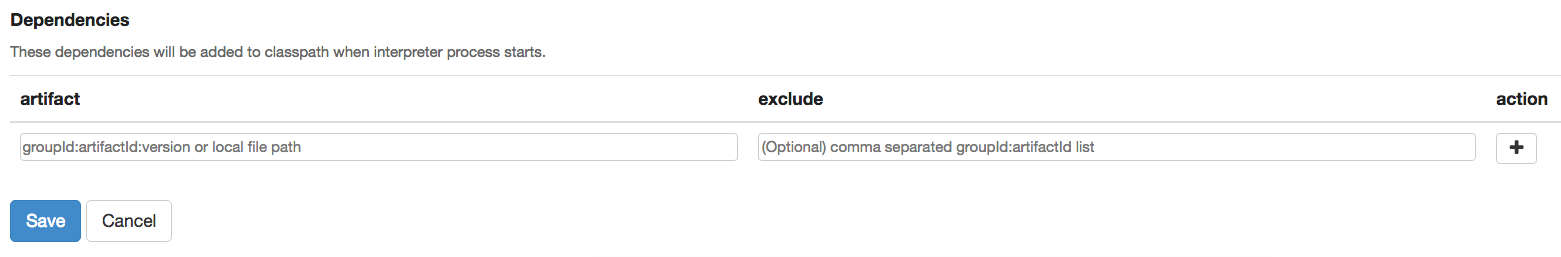 Dependencies
These dependencies will be added to classpath when interpreter process starts.
artifact exclude action
groupId:artifactId:version or local file path (Optional) comma separated groupId:artifactId list
Save Cancel